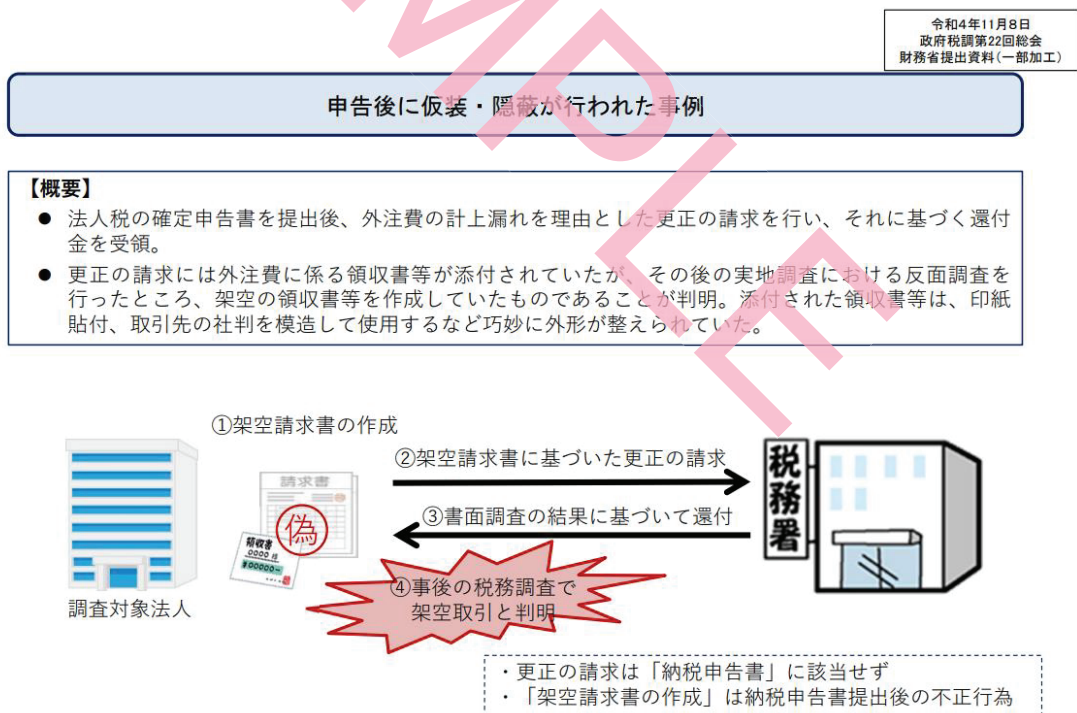 令和4年11月8日
政府税調第22回総会
財務省提出資料(一部加工)
申告後に仮装・隠蔽が行われた事例
【概要】
● 法人税の確定申告書を提出後、外注費の計上漏れを理由とした更正の請求を行い、それに基づく還付
金を受領。
● 更正の請求には外注費に係る領収書等が添付されていたが、その後の実地調査における反面調査を
行ったところ、架空の領収書等を作成していたものであることが判明。添付された領収書等は、印紙
貼付、取引先の社判を模造して使用するなど巧妙に外形が整えられていた。
①架空請求書の作成
②架空請求書に基づいた更正の請求
請求書
偽
領収書
○○○○ 様
¥00000-
③書面調査の結果に基づいて還付
税務署
④事後の税務調査で
架空取引と判明
調査対象法人
・更正の請求は「納税申告書」に該当せず
・「架空請求書の作成」は納税申告書提出後の不正行為
MPLE